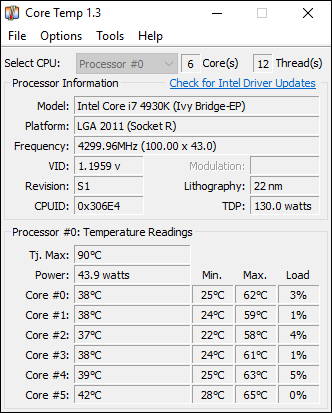 Core Temp 1.3
File Options Tools Help
Select CPU: Processor #0 6 Core(s) 12 Thread(s)
Processor Information Check for Intel Driver Updates
Model: Intel Core i7 4930K (Ivy Bridge-EP)
Platform: LGA 2011 (Socket R)
Frequency: 4299.96MHz (100.00 x 43.0)
VID: 1.1959 v Modulation:
Revision: S1 Lithography: 22 nm
CPUID: 0x306E4 TDP: 130.0 watts
Processor #0: Temperature Readings
Tj. Max: 90°C
Power: 43.9 watts Min. Max. Load
Core #0: 38°C 25°C 62°C 3%
Core #1: 38°C 24°C 59°C 1%
Core #2: 37°C 22°C 58°C 4%
Core #3: 38°C 24°C 61°C 1%
Core #4: 39°C 25°C 63°C 5%
Core #5: 42°C 28°C 65°C 0%